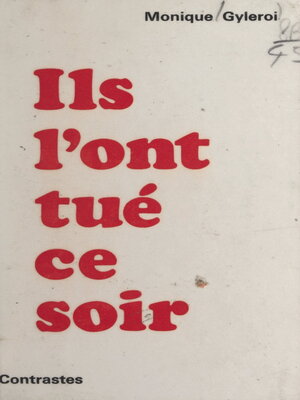 Monique Gyleroi
Ils
l'ont
tué
ce
soir
Contrastes